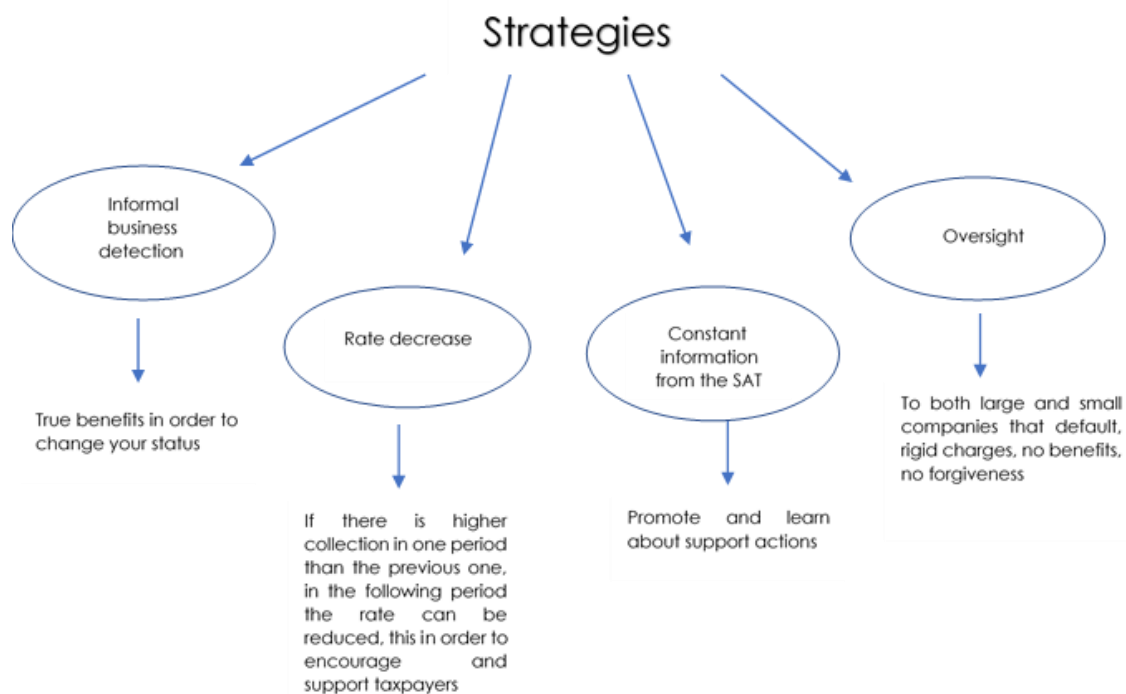 Strategies
Informal
business
detection
True benefits in order to
change your status
Rate decrease
If there is higher
collection in one period
than the previous one,
in the following period
the rate can be
reduced, this in order to
encourage and
support taxpayers
Constant
information
from the SAT
Promote and learn
about support actions
Oversight
To both large and small
companies that default,
rigid charges, no benefits,
no forgiveness